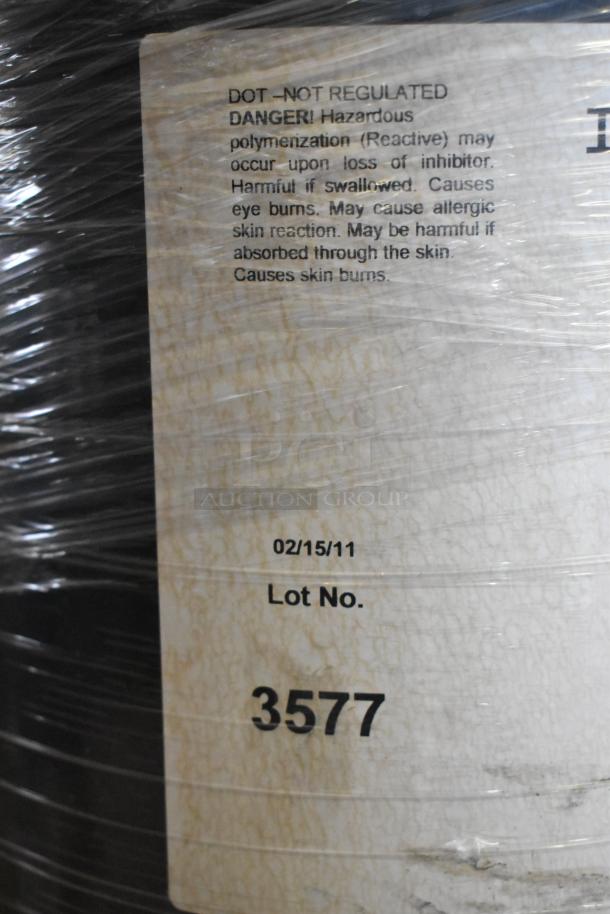 DOT –NOT REGULATED
DANGER! Hazardous
polymerization (Reactive) may
occur upon loss of inhibitor.
Harmful if swallowed. Causes
eye burns. May cause allergic
skin reaction. May be harmful if
absorbed through the skin.
Causes skin burns.
PCI
AUCTION GROUP
02/15/11
Lot No.
3577